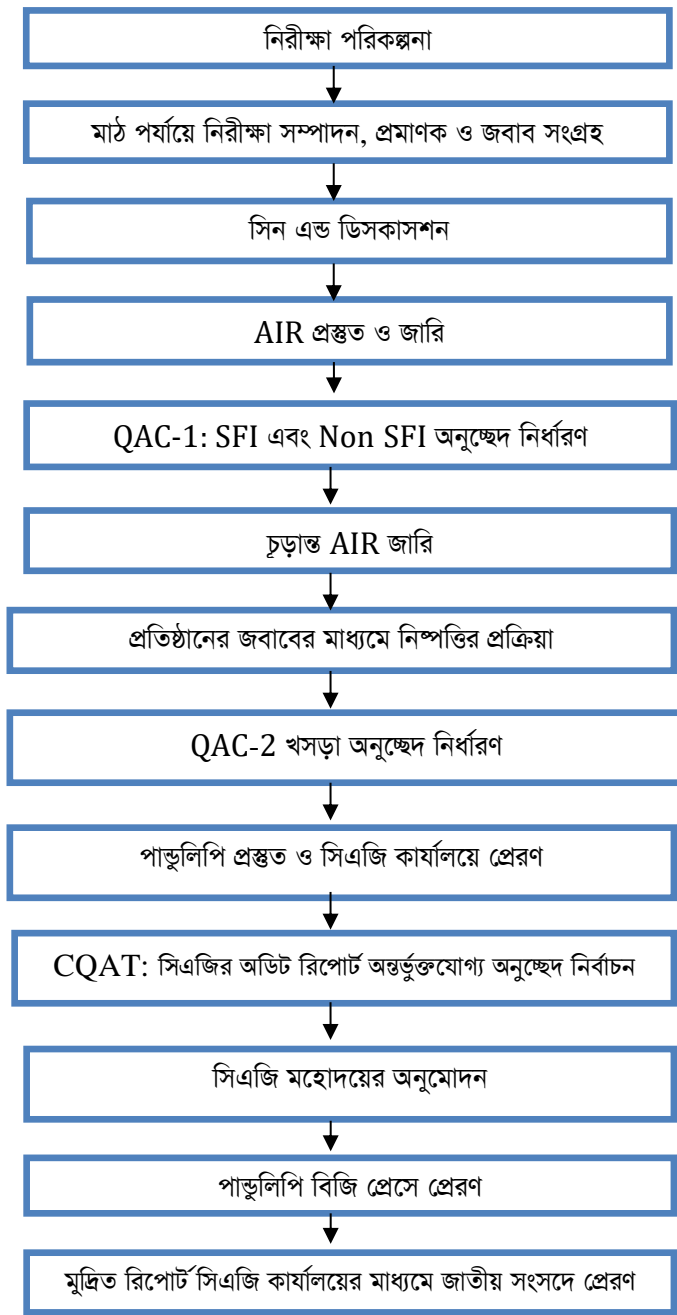 নিরীক্ষা পরিকল্পনা
মাঠ পর্যায়ে নিরীক্ষা সম্পাদন, প্রমাণক ও জবাব সংগ্রহ
সিন এন্ড ডিসকাসশন
AIR প্রস্তুত ও জারি
QAC-1: SFI এবং Non SFI অনুচ্ছেদ নির্ধারণ
চূড়ান্ত AIR জারি
প্রতিষ্ঠানের জবাবের মাধ্যমে নিষ্পত্তির প্রক্রিয়া
QAC-2 খসড়া অনুচ্ছেদ নির্ধারণ
পান্ডুলিপি প্রস্তুত ও সিএজি কার্যালয়ে প্রেরণ
CQAT: সিএজির অডিট রিপোর্ট অন্তর্ভুক্তযোগ্য অনুচ্ছেদ নির্বাচন
সিএজি মহোদয়ের অনুমোদন
পান্ডুলিপি বিজি প্রেসে প্রেরণ
মুদ্রিত রিপোর্ট সিএজি কার্যালয়ের মাধ্যমে জাতীয় সংসদে প্রেরণ